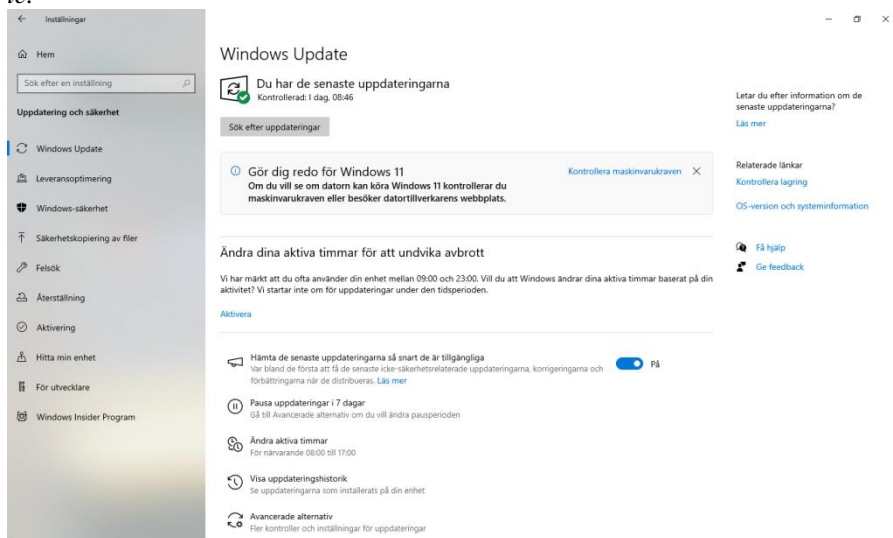 Inställningar
Hem
Sök efter en inställning
Uppdatering och säkerhet
Windows Update
Leveransoptimering
Windows-säkerhet
Säkerhetskopiering av filer
Felsök
Återställning
Aktivering
Hitta min enhet
För utvecklare
Windows Insider Program
Windows Update
Du har de senaste uppdateringarna
Kontrollerad: I dag, 08:46
Sök efter uppdateringar
Gör dig redo för Windows 11
Om du vill se om datorn kan köra Windows 11 kontrollerar du
maskinvarukraven eller besöker datortillverkarens webbplats.
Kontrollera maskinvarukraven
Ändra dina aktiva timmar för att undvika avbrott
Vi har märkt att du ofta använder din enhet mellan 09:00 och 23:00. Vill du att Windows ändrar dina aktiva timmar baserat på din
aktivitet? Vi startar inte om för uppdateringar under den tidsperioden.
Aktivera
Hämta de senaste uppdateringarna så snart de är tillgängliga
Var bland de första att få de senaste icke-säkerhetsrelaterade uppdateringarna, korrigeringarna och
förbättringarna när de distribueras. Läs mer
På
Pausa uppdateringar i 7 dagar
Gå till Avancerade alternativ om du vill ändra pausperioden
Ändra aktiva timmar
För närvarande 08:00 till 17:00
Visa uppdateringshistorik
Se uppdateringarna som installerats på din enhet
Avancerade alternativ
Fler kontroller och inställningar för uppdateringar
Letar du efter information om de
senaste uppdateringarna?
Läs mer
Relaterade länkar
Kontrollera lagring
OS-version och systeminformation
Få hjälp
Ge feedback